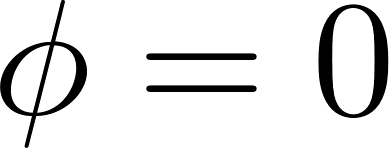 ϕ = 0